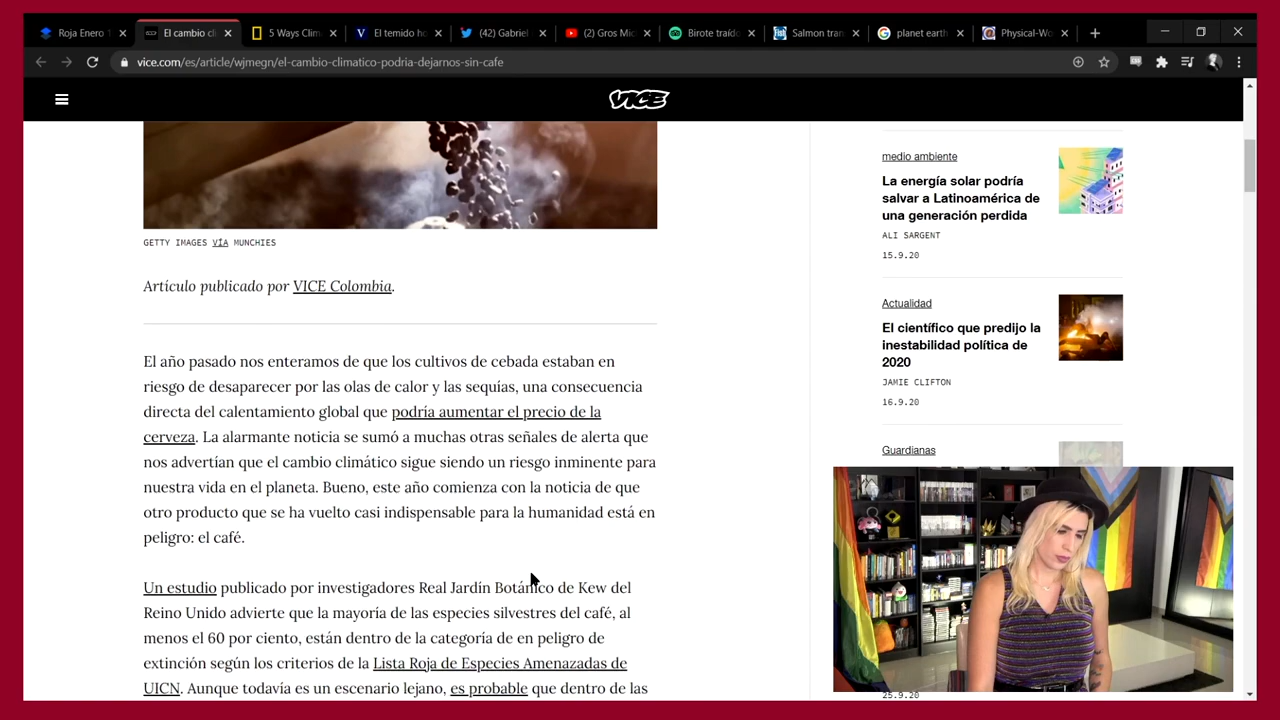 Roja Enero
El cambio cli
5 Ways Clim
El temido ho
(42) Gabriel
(2) Gros Mic
Birote traído
Salmon tran
planet earth
Physical-Wo
vice.com/es/article/wjmegn/el-cambio-climatico-podria-dejarnos-sin-cafe
VICE
GETTY IMAGES VÍA MUNCHIES
Artículo publicado por VICE Colombia.
El año pasado nos enteramos de que los cultivos de cebada estaban en
riesgo de desaparecer por las olas de calor y las sequías, una consecuencia
directa del calentamiento global que podría aumentar el precio de la
cerveza. La alarmante noticia se sumó a muchas otras señales de alerta que
nos advertían que el cambio climático sigue siendo un riesgo inminente para
nuestra vida en el planeta. Bueno, este año comienza con la noticia de que
otro producto que se ha vuelto casi indispensable para la humanidad está en
peligro: el café.
Un estudio publicado por investigadores Real Jardín Botánico de Kew del
Reino Unido advierte que la mayoría de las especies silvestres del café, al
menos el 60 por ciento, están dentro de la categoría de en peligro de
extinción según los criterios de la Lista Roja de Especies Amenazadas de
UICN. Aunque todavía es un escenario lejano, es probable que dentro de las
medio ambiente
La energía solar podría
salvar a Latinoamérica de
una generación perdida
ALI SARGENT
15.9.20
Actualidad
El científico que predijo la
inestabilidad política de
2020
JAMIE CLIFTON
16.9.20
Guardianas
25.9.20